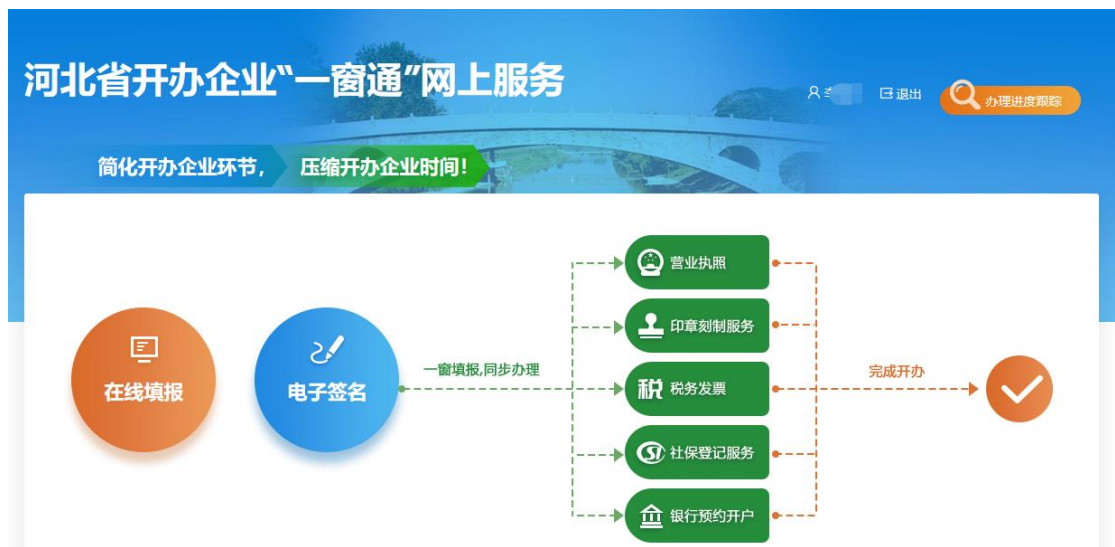 河北省开办企业“一窗通”网上服务
退出
办理进度跟踪
简化开办企业环节，
压缩开办企业时间！
营业执照
印章刻制服务
在线填报
电子签名
一窗填报,同步办理
税 税务发票
完成开办
社保登记服务
银行预约开户